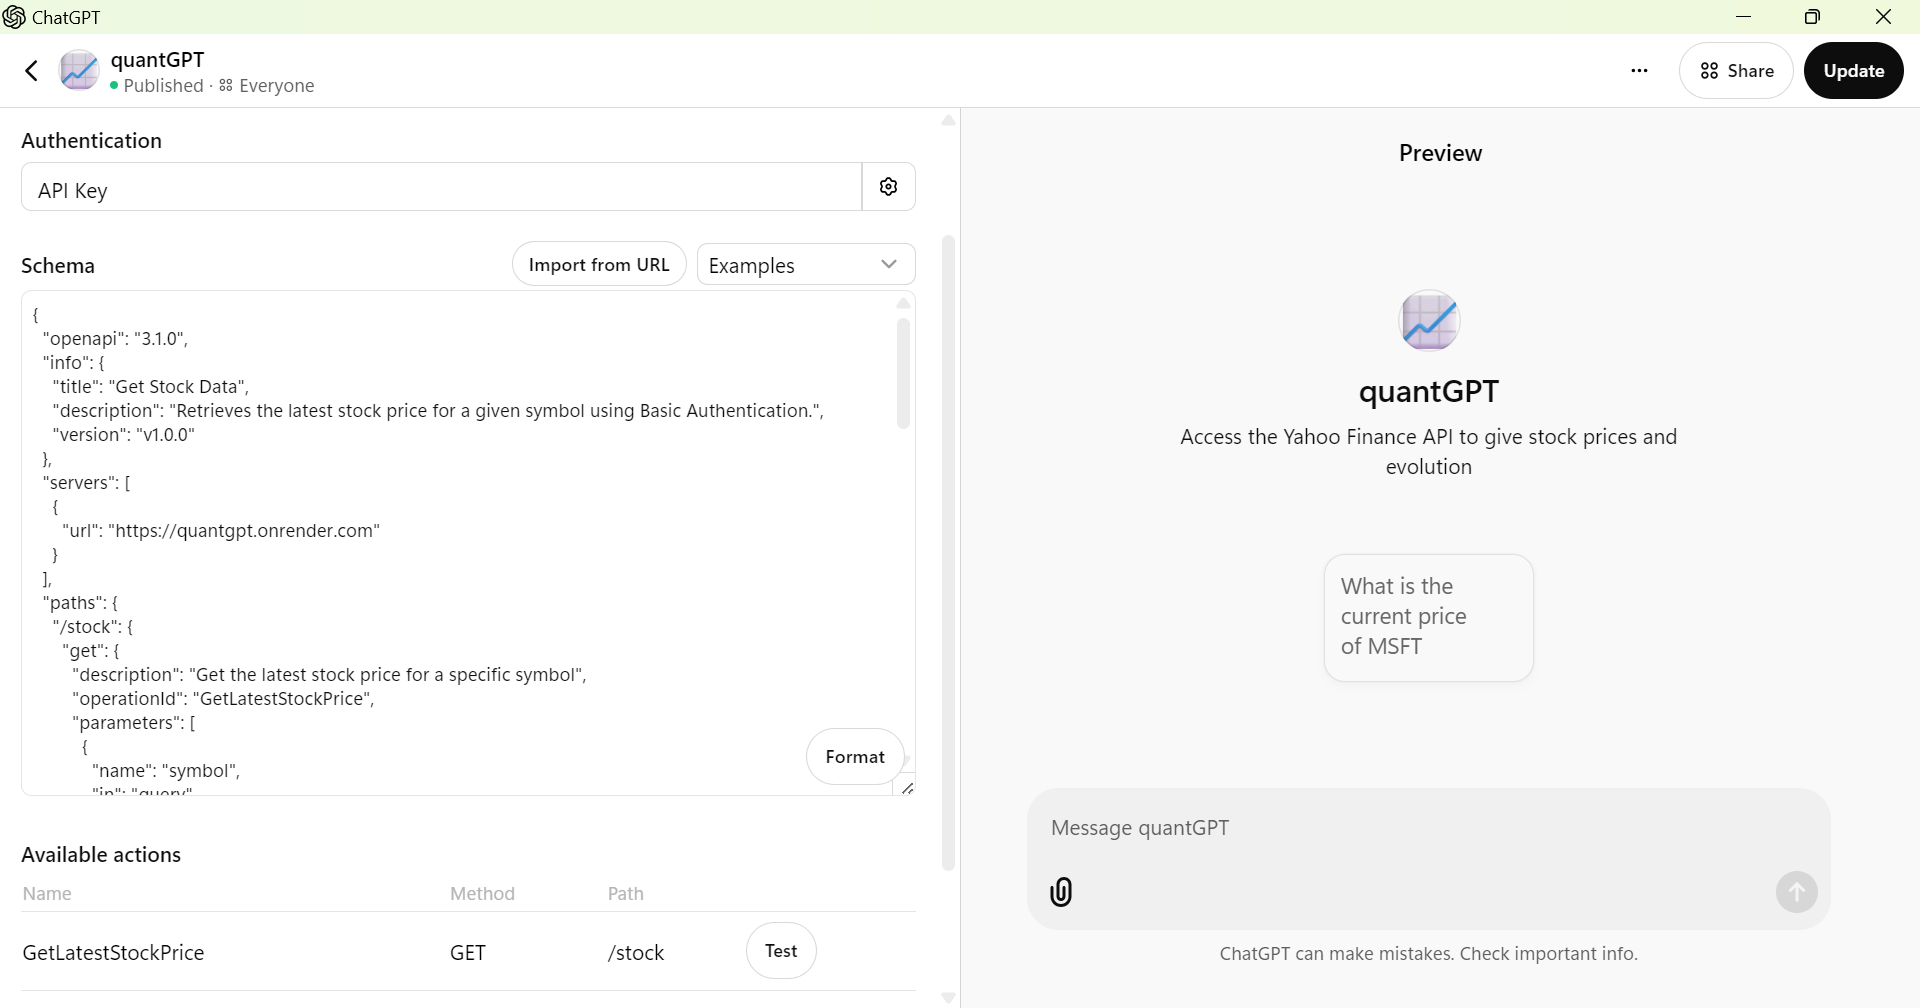 ChatGPT
quantGPT
Published · Everyone
Share
Update
Authentication
API Key
Schema
Import from URL
Examples
{
"openapi": "3.1.0",
"info": {
"title": "Get Stock Data",
"description": "Retrieves the latest stock price for a given symbol using Basic Authentication.",
"version": "v1.0.0"
},
"servers": [
{
"url": "https://quantgpt.onrender.com"
}
],
"paths": {
"/stock": {
"get": {
"description": "Get the latest stock price for a specific symbol",
"operationId": "GetLatestStockPrice",
"parameters": [
{
"name": "symbol",
"in": "query"
Format
Available actions
Name Method Path
GetLatestStockPrice GET /stock Test
Preview
quantGPT
Access the Yahoo Finance API to give stock prices and
evolution
What is the
current price
of MSFT
Message quantGPT
ChatGPT can make mistakes. Check important info.